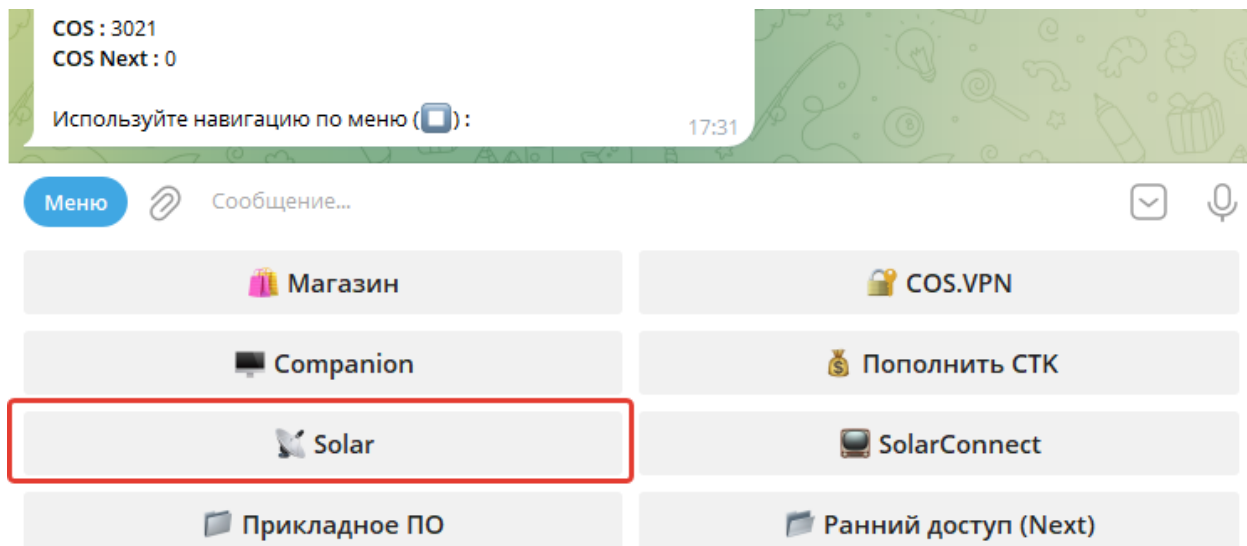 COS : 3021
COS Next : 0
Используйте навигацию по меню (⏹) :
17:31
Меню
Сообщение...
Магазин
COS.VPN
Companion
Пополнить СТК
Solar
SolarConnect
Прикладное ПО
Ранний доступ (Next)